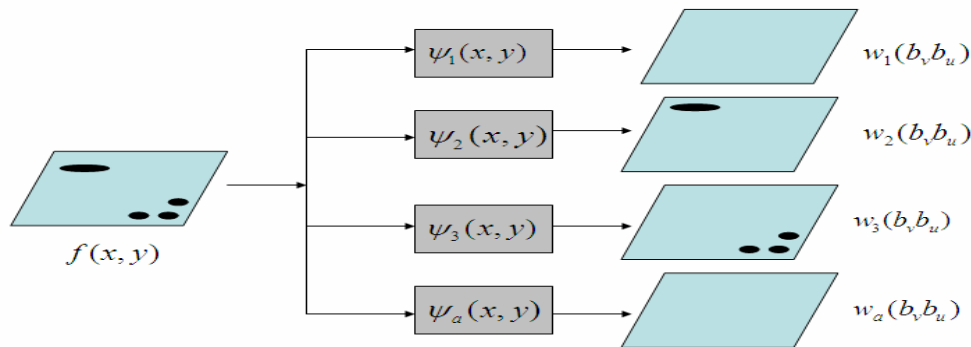 ψ₁(x, y)
w₁(bᵥbᵤ)
ψ₂(x, y)
w₂(bᵥbᵤ)
f(x, y)
ψ₃(x, y)
w₃(bᵥbᵤ)
ψₐ(x, y)
wₐ(bᵥbᵤ)